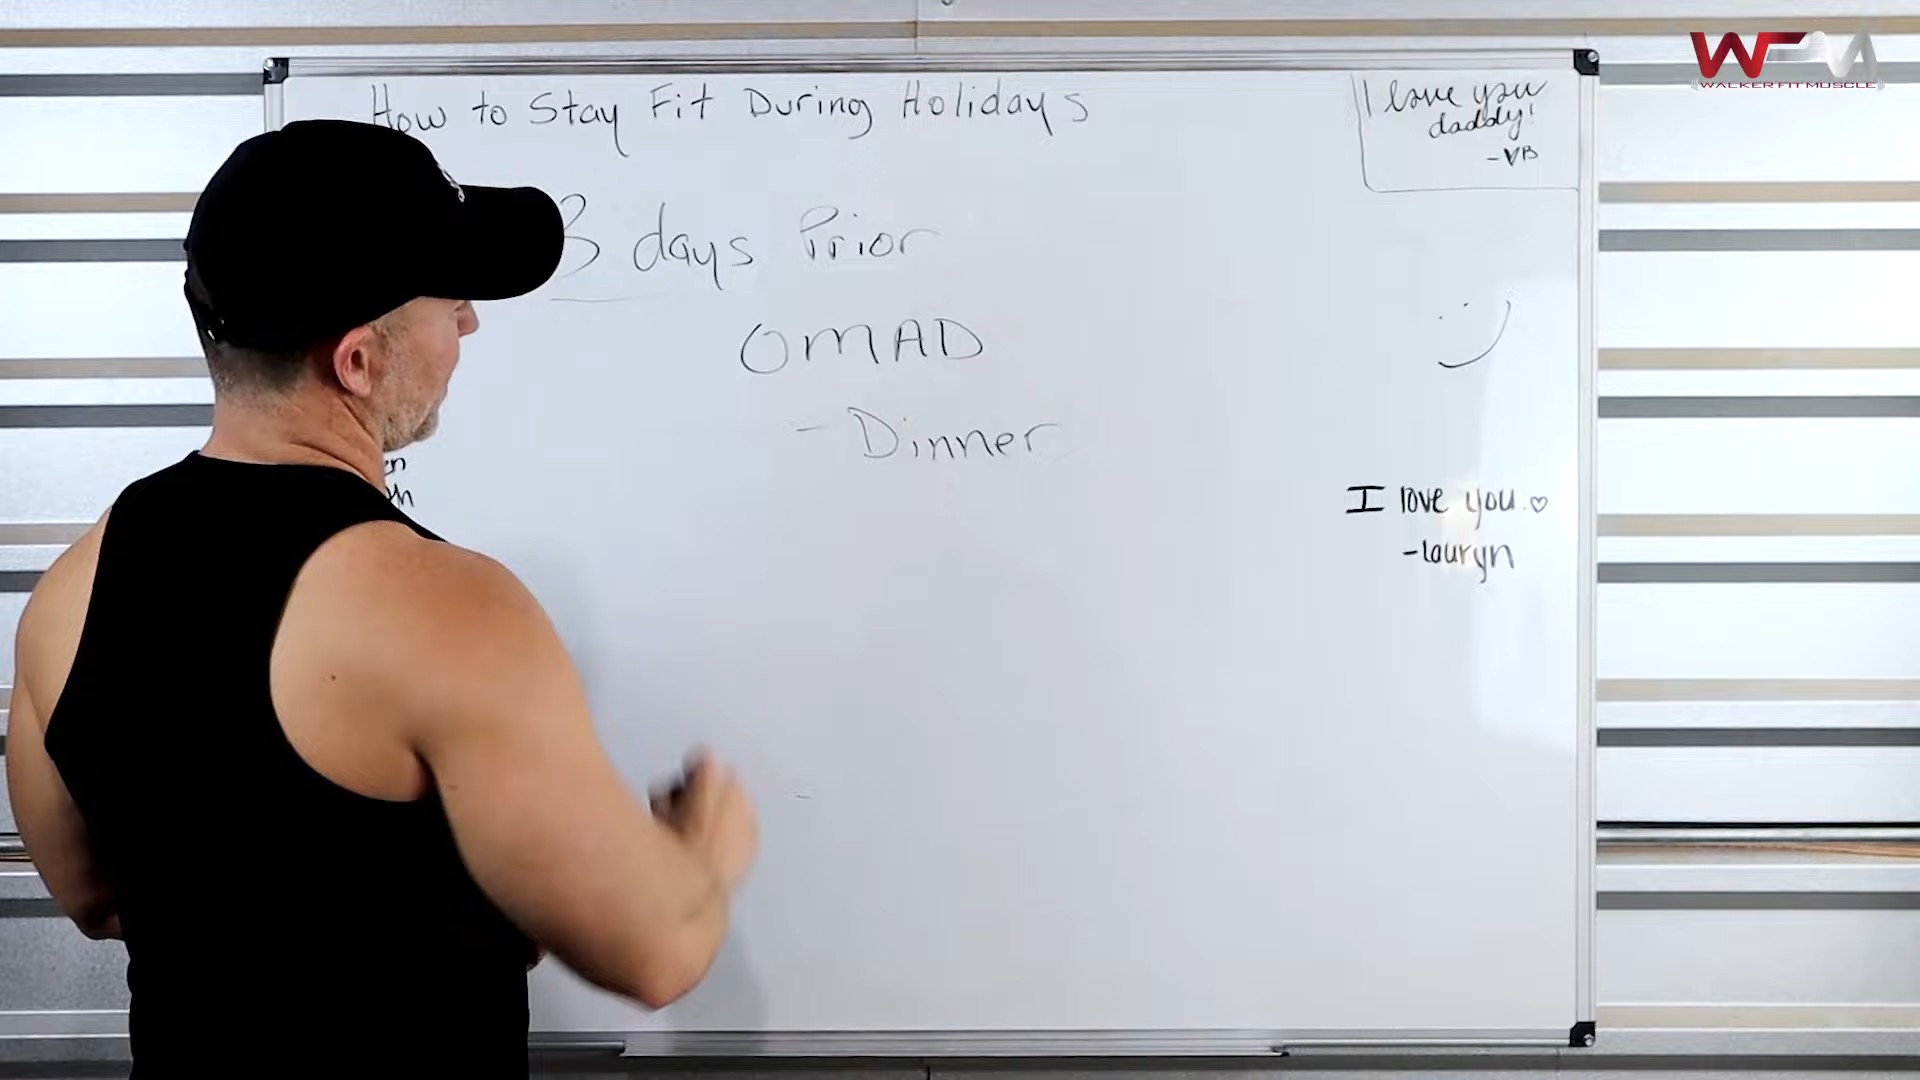 WFM
WALKER FIT MUSCLE
How to Stay Fit During Holidays
I love you
daddy!
3 days Prior
OMAD
- Dinner
I love you. ♡
-lauryn